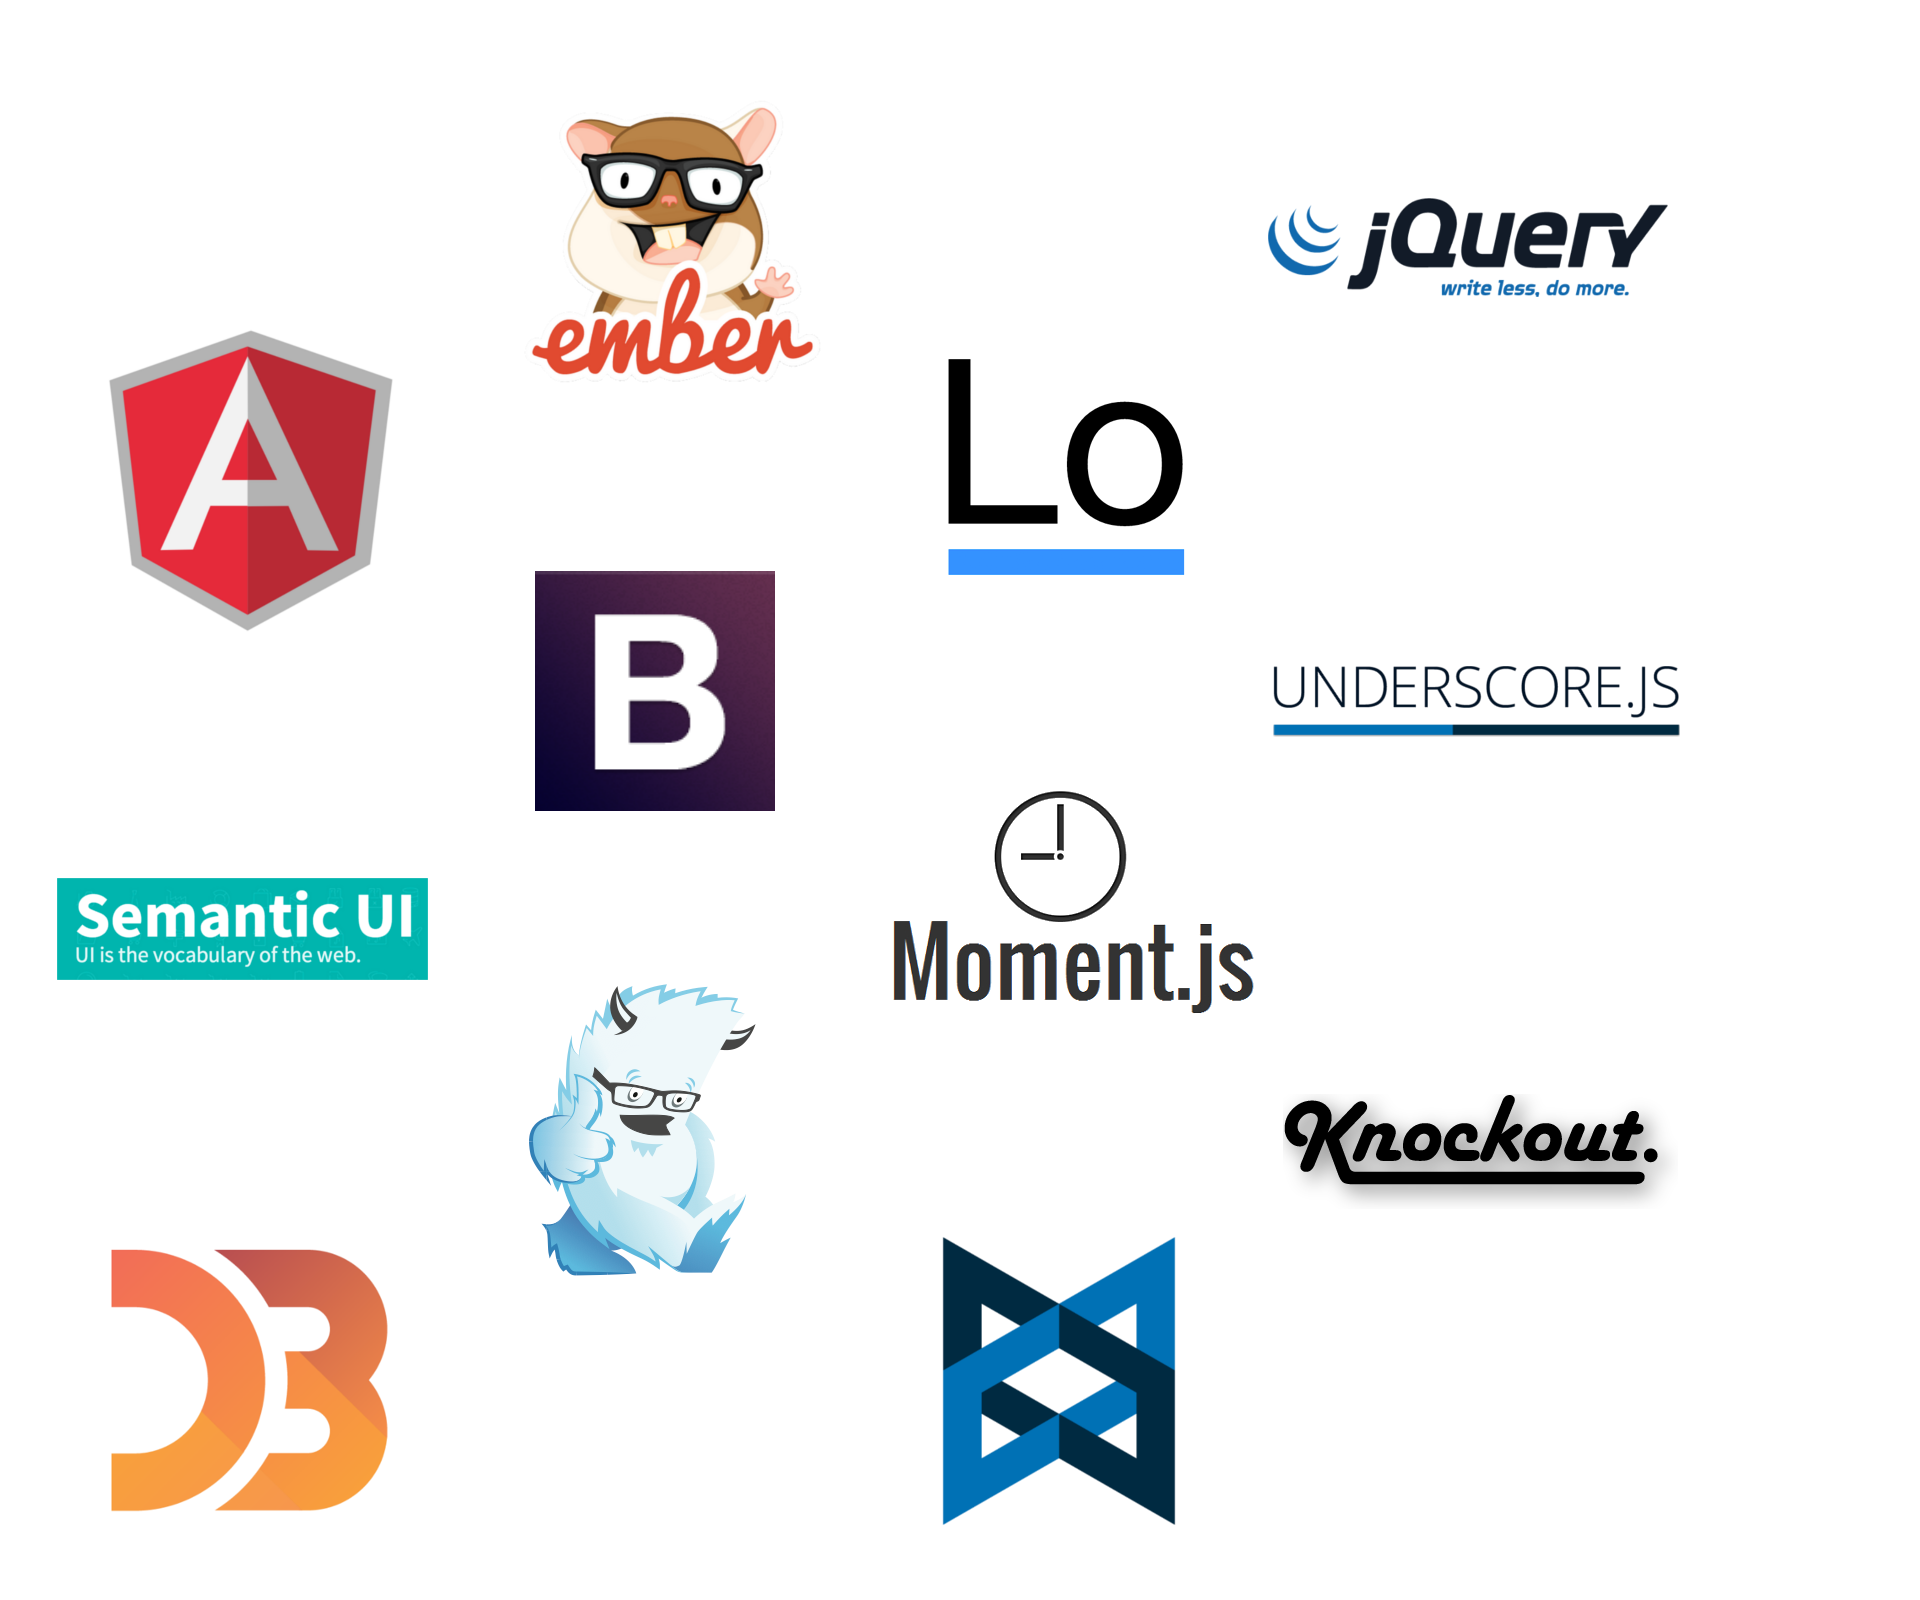 ember
jQuery
write less, do more.
A
Lo
B
UNDERSCORE.JS
Semantic UI
UI is the vocabulary of the web.
Moment.js
Knockout.
D3